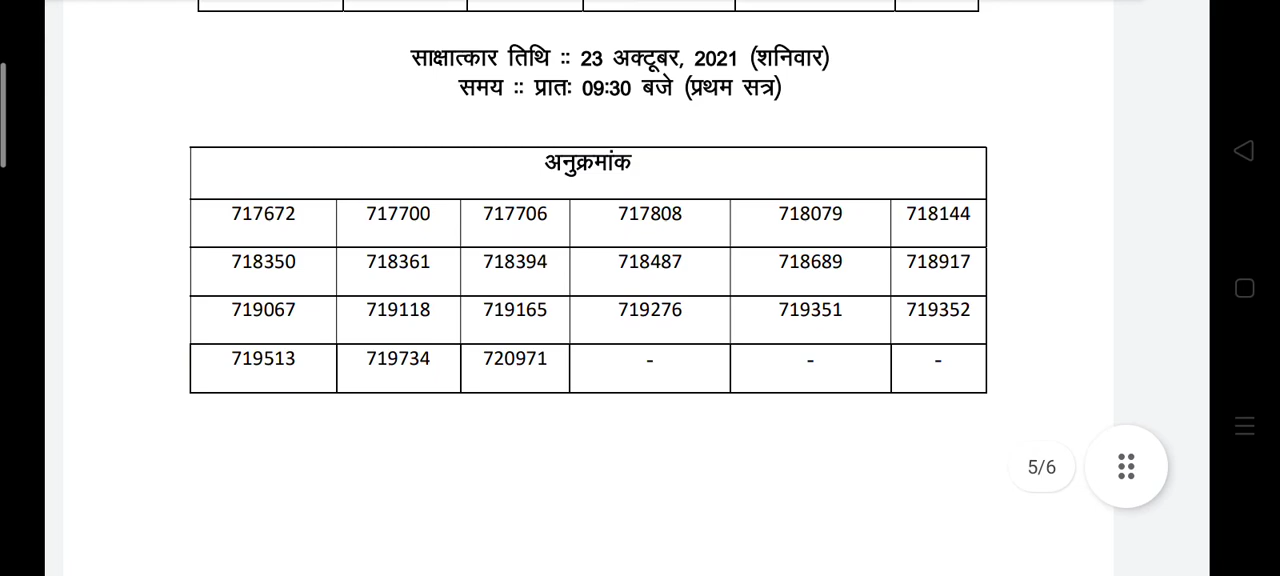 साक्षात्कार तिथि :: 23 अक्टूबर, 2021 (शनिवार)
समय :: प्रातः 09:30 बजे (प्रथम सत्र)
अनुक्रमांक
717672 717700 717706 717808 718079 718144
718350 718361 718394 718487 718689 718917
719067 719118 719165 719276 719351 719352
719513 719734 720971 - - -
5/6